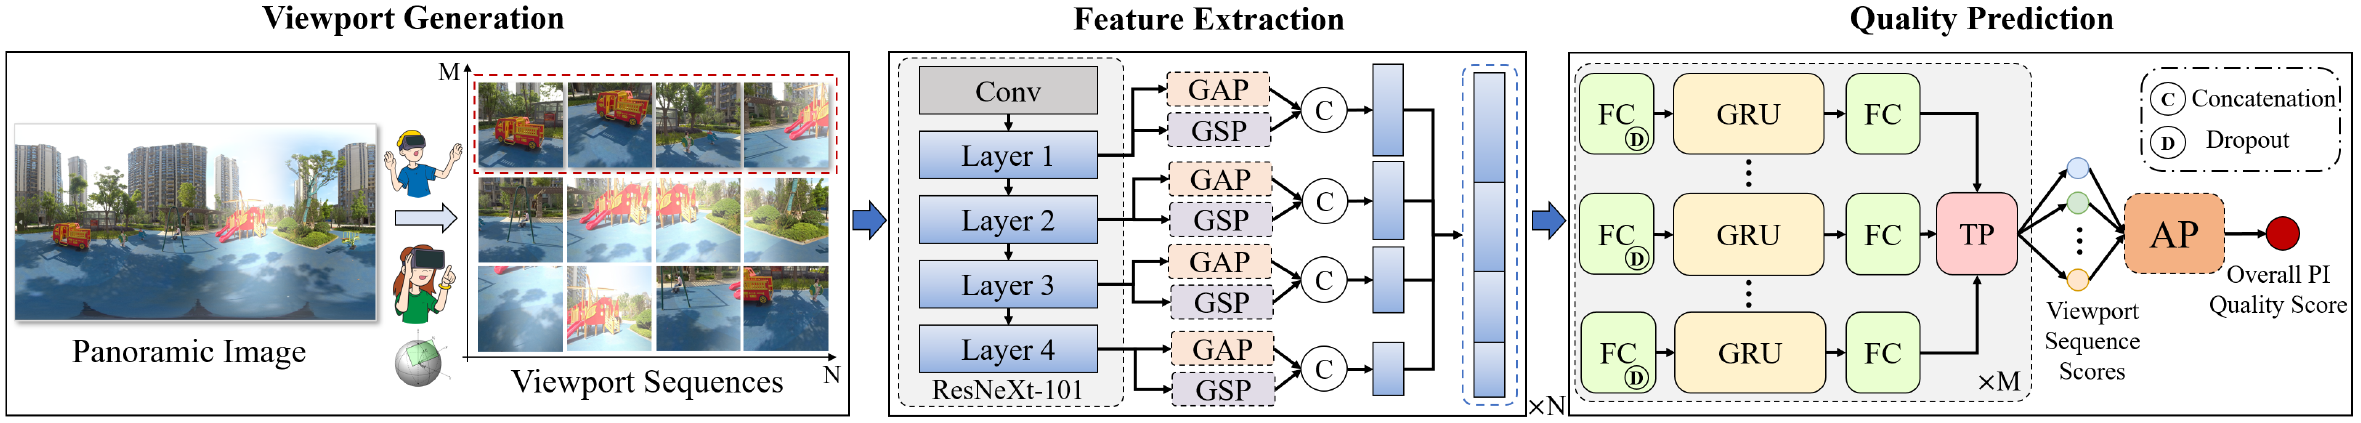 Viewport Generation
M
N
Panoramic Image
Viewport Sequences
Feature Extraction
Conv
Layer 1
Layer 2
Layer 3
Layer 4
ResNeXt-101
GAP
GSP
C
GAP
GSP
C
GAP
GSP
C
GAP
GSP
C
×N
Quality Prediction
FC
D
GRU
FC
FC
D
GRU
FC
TP
FC
D
GRU
FC
×M
Viewport
Sequence
Scores
AP
Overall PI
Quality Score
C Concatenation
D Dropout